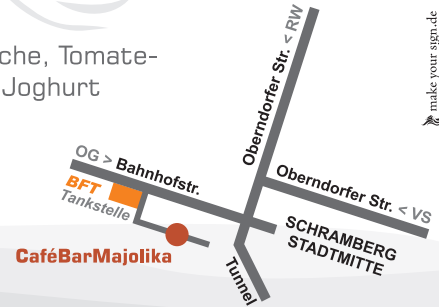 che, Tomate-
Joghurt
Oberndorfer Str. < RW
make your sign.de
OG > Bahnhofstr.
BFT
Tankstelle
Oberndorfer Str. < VS
SCHRAMBERG
STADTMITTE
CaféBarMajolika
Tunnel